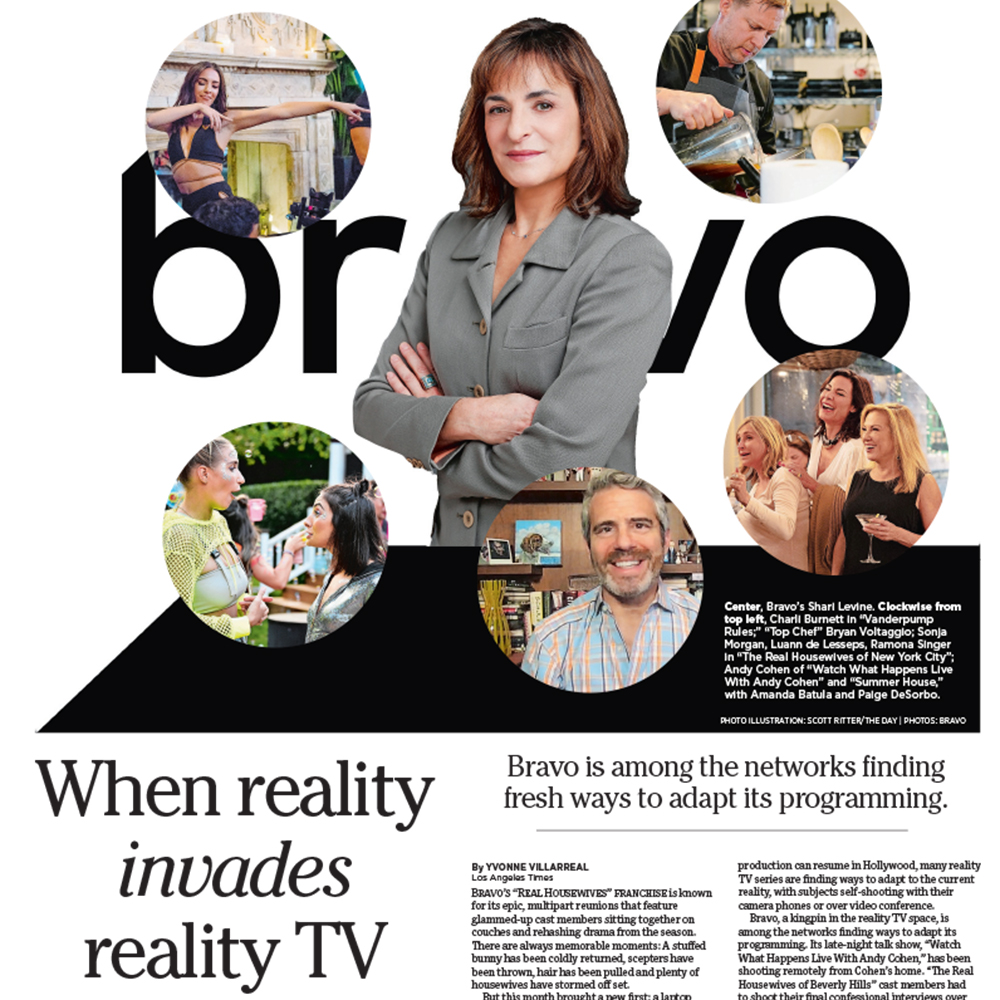 bravo
Center, Bravo's Shari Levine. Clockwise from
top left, Charli Burnett in "Vanderpump
Rules;" "Top Chef" Bryan Voltaggio; Sonja
Morgan, Luann de Lesseps, Ramona Singer
in "The Real Housewives of New York City";
Andy Cohen of "Watch What Happens Live
With Andy Cohen" and "Summer House,"
with Amanda Batula and Paige DeSorbo.
PHOTO ILLUSTRATION: SCOTT RITTER/THE DAY | PHOTOS: BRAVO
When reality
invades
reality TV
Bravo is among the networks finding
fresh ways to adapt its programming.
By YVONNE VILLARREAL
Los Angeles Times
BRAVO'S "REAL HOUSEWIVES" FRANCHISE is known
for its epic, multipart reunions that feature
glammed-up cast members sitting together on
couches and rehashing drama from the season.
There are always memorable moments: A stuffed
bunny has been coldly returned, scepters have
been thrown, hair has been pulled and plenty of
housewives have stormed off set.
But this month brought a new first: a laptop
production can resume in Hollywood, many reality
TV series are finding ways to adapt to the current
reality, with subjects self-shooting with their
camera phones or over video conference.
Bravo, a kingpin in the reality TV space, is
among the networks finding ways to adapt its
programming. Its late-night talk show, "Watch
What Happens Live With Andy Cohen," has been
shooting remotely from Cohen's home. "The Real
Housewives of Beverly Hills" cast members had
to shoot their final confessional interviews over